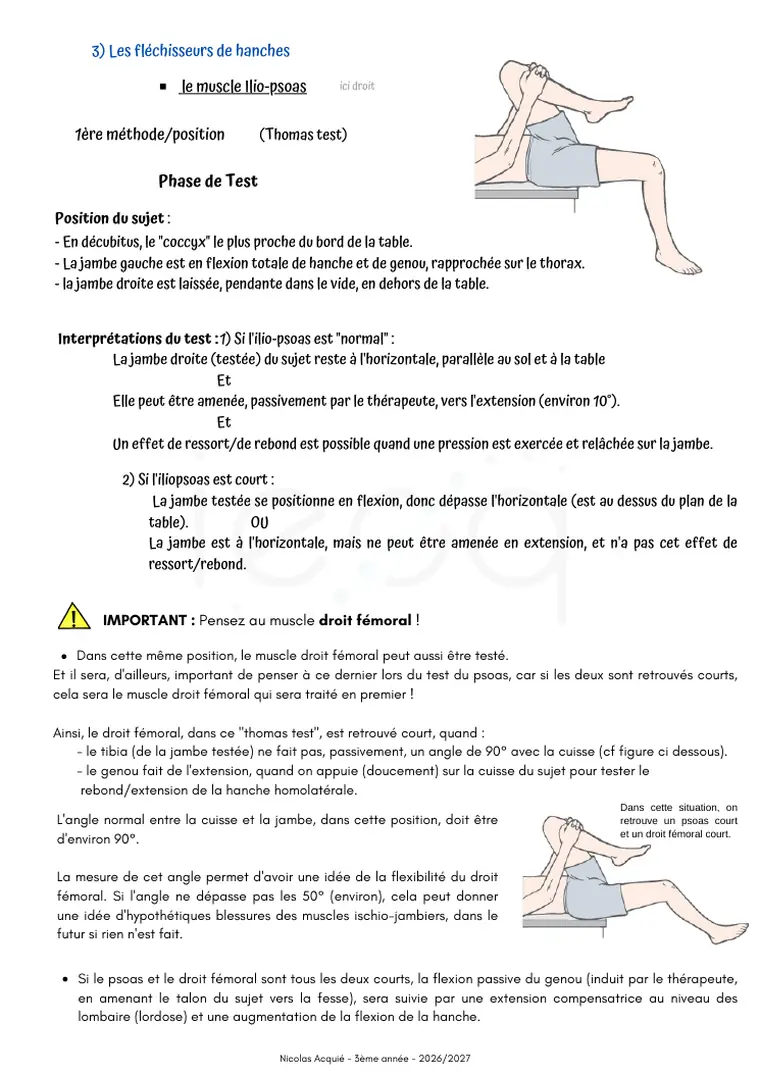 3) Les fléchisseurs de hanches
▪ le muscle Ilio-psoas ici droit
1ère méthode/position (Thomas test)
Phase de Test
Position du sujet :
- En décubitus, le "coccyx" le plus proche du bord de la table.
- La jambe gauche est en flexion totale de hanche et de genou, rapprochée sur le thorax.
- la jambe droite est laissée, pendante dans le vide, en dehors de la table.
Interprétations du test : 1) Si l'ilio-psoas est "normal" :
La jambe droite (testée) du sujet reste à l'horizontale, parallèle au sol et à la table
Et
Elle peut être amenée, passivement par le thérapeute, vers l'extension (environ 10°).
Et
Un effet de ressort/de rebond est possible quand une pression est exercée et relâchée sur la jambe.
2) Si l'iliopsoas est court :
La jambe testée se positionne en flexion, donc dépasse l'horizontale (est au dessus du plan de la
table). OU
La jambe est à l'horizontale, mais ne peut être amenée en extension, et n'a pas cet effet de
ressort/rebond.
IMPORTANT : Pensez au muscle droit fémoral !
• Dans cette même position, le muscle droit fémoral peut aussi être testé.
Et il sera, d'ailleurs, important de penser à ce dernier lors du test du psoas, car si les deux sont retrouvés courts,
cela sera le muscle droit fémoral qui sera traité en premier !
Ainsi, le droit fémoral, dans ce "thomas test", est retrouvé court, quand :
- le tibia (de la jambe testée) ne fait pas, passivement, un angle de 90° avec la cuisse (cf figure ci dessous).
- le genou fait de l'extension, quand on appuie (doucement) sur la cuisse du sujet pour tester le
rebond/extension de la hanche homolatérale.
L'angle normal entre la cuisse et la jambe, dans cette position, doit être
d'environ 90°.
La mesure de cet angle permet d'avoir une idée de la flexibilité du droit
fémoral. Si l'angle ne dépasse pas les 50° (environ), cela peut donner
une idée d'hypothétiques blessures des muscles ischio-jambiers, dans le
futur si rien n'est fait.
Dans cette situation, on
retrouve un psoas court
et un droit fémoral court.
• Si le psoas et le droit fémoral sont tous les deux courts, la flexion passive du genou (induit par le thérapeute,
en amenant le talon du sujet vers la fesse), sera suivie par une extension compensatrice au niveau des
lombaire (lordose) et une augmentation de la flexion de la hanche.
Nicolas Acquié - 3ème année - 2026/2027